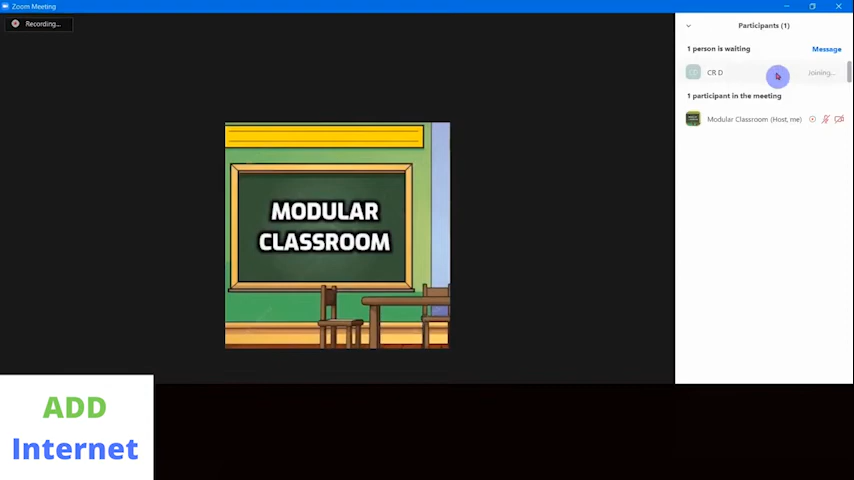 Zoom Meeting
Recording...
Participants (1)
1 person is waiting
Message
CD
CR D
Joining...
1 participant in the meeting
Modular Classroom (Host, me)
MODULAR
CLASSROOM
ADD
Internet